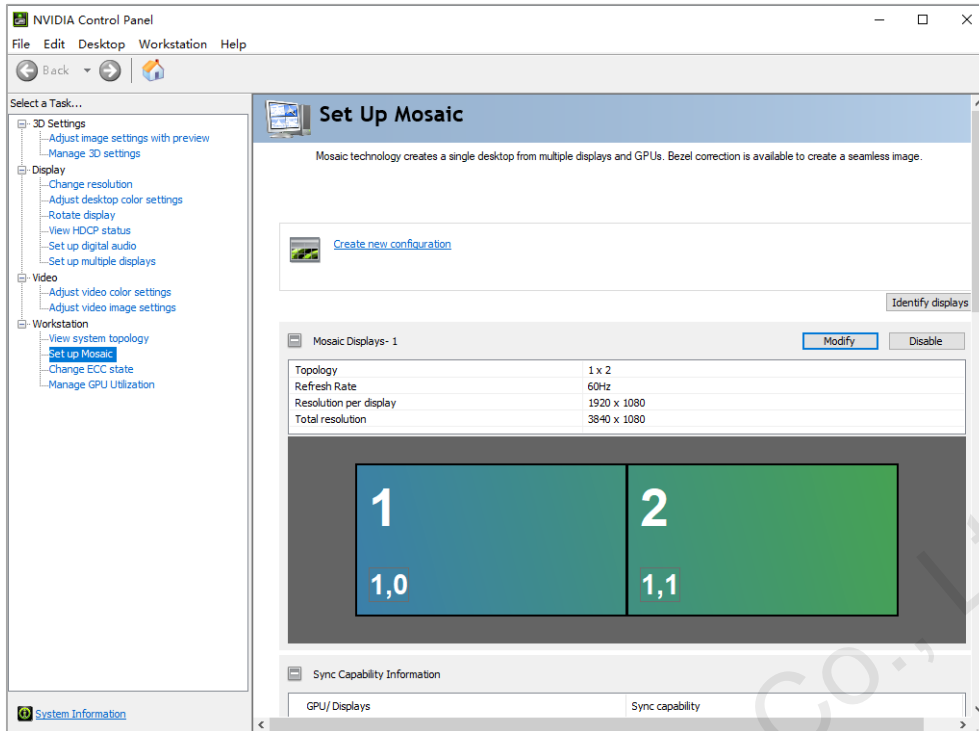 NVIDIA Control Panel
File Edit Desktop Workstation Help
Back
Select a Task...
3D Settings
Adjust image settings with preview
Manage 3D settings
Display
Change resolution
Adjust desktop color settings
Rotate display
View HDCP status
Set up digital audio
Set up multiple displays
Video
Adjust video color settings
Adjust video image settings
Workstation
View system topology
Set up Mosaic
Change ECC state
Manage GPU Utilization
System Information
Set Up Mosaic
Mosaic technology creates a single desktop from multiple displays and GPUs. Bezel correction is available to create a seamless image.
Create new configuration
Identify displays
Mosaic Displays- 1 Modify Disable
Topology 1 x 2
Refresh Rate 60Hz
Resolution per display 1920 x 1080
Total resolution 3840 x 1080
1 2
1,0 1,1
Sync Capability Information
GPU/Displays Sync capability
Co.,